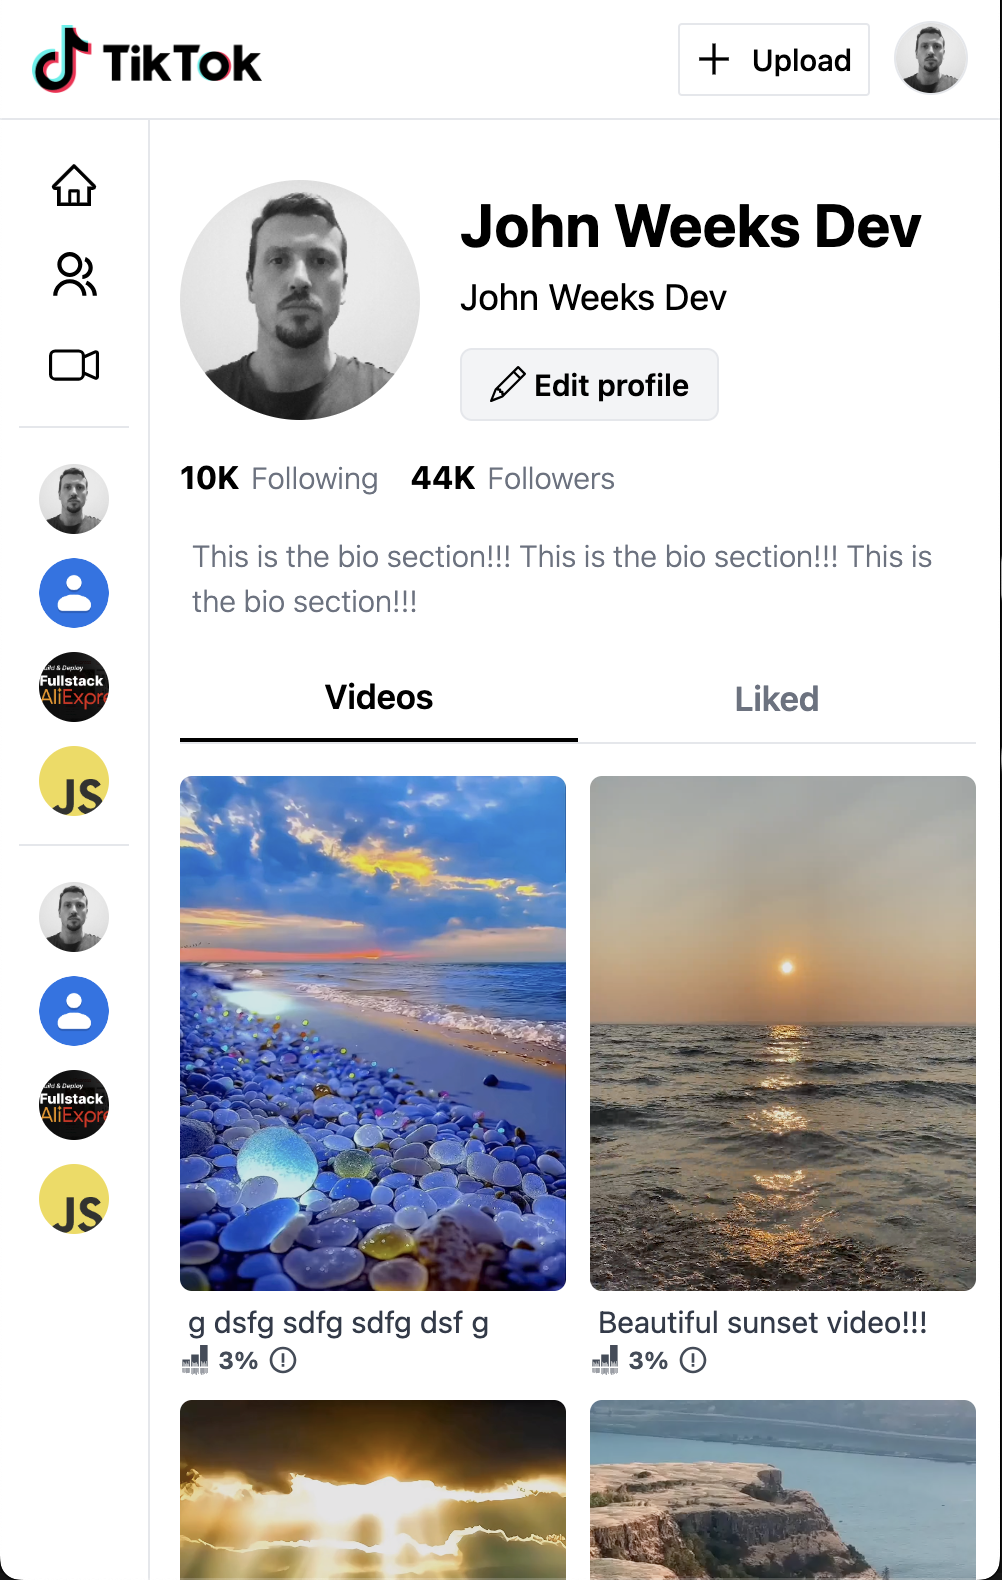 TikTok
Upload
John Weeks Dev
John Weeks Dev
Edit profile
10K Following 44K Followers
This is the bio section!!! This is the bio section!!! This is
the bio section!!!
Videos
Liked
Build & Deploy
Fullstack
AliExpre
JS
Build & Deploy
Fullstack
AliExpre
JS
g dsfg sdfg sdfg dsf g
3%
Beautiful sunset video!!!
3%